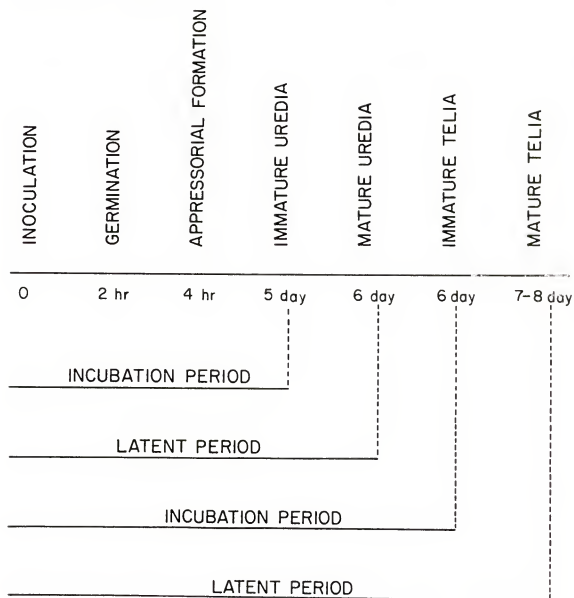 INOCULATION
GERMINATION
APPRESSORIAL FORMATION
IMMATURE UREDIA
MATURE UREDIA
IMMATURE TELIA
MATURE TELIA
0 2 hr 4 hr 5 day 6 day 6 day 7-8 day
INCUBATION PERIOD
LATENT PERIOD
INCUBATION PERIOD
LATENT PERIOD